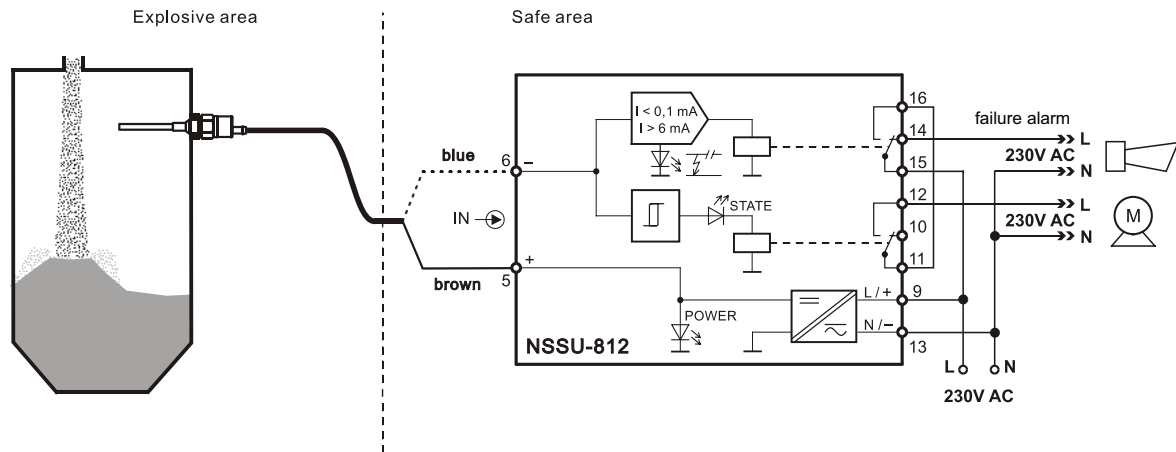 Explosive area
Safe area
I < 0,1 mA
I > 6 mA
16
failure alarm
14
L
230V AC
15
N
blue
6
−
12
L
IN
STATE
230V AC
M
10
N
11
+
brown
5
L / +
9
POWER
N / −
NSSU-812
13
L
N
230V AC